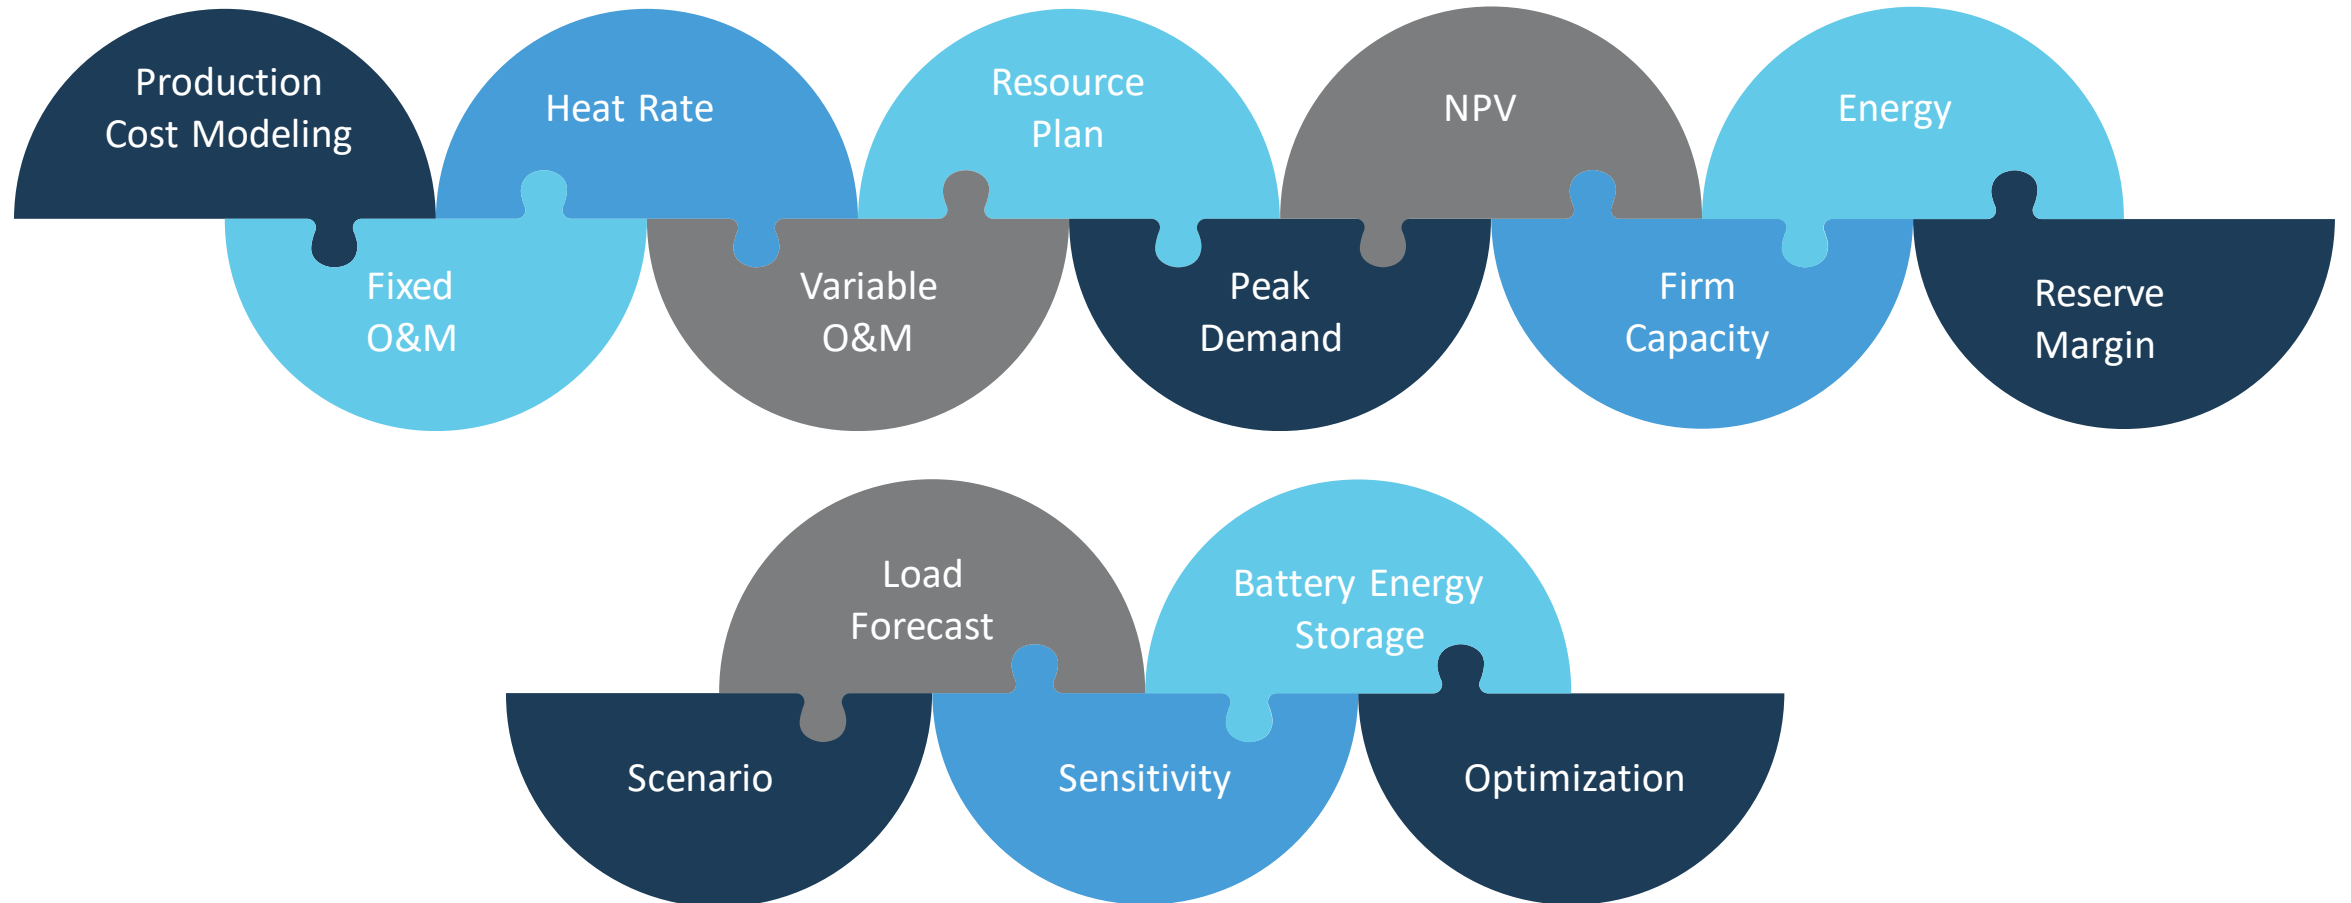 Production
Cost Modeling
Heat Rate
Resource
Plan
NPV
Energy
Fixed
O&M
Variable
O&M
Peak
Demand
Firm
Capacity
Reserve
Margin
Load
Forecast
Battery Energy
Storage
Scenario
Sensitivity
Optimization